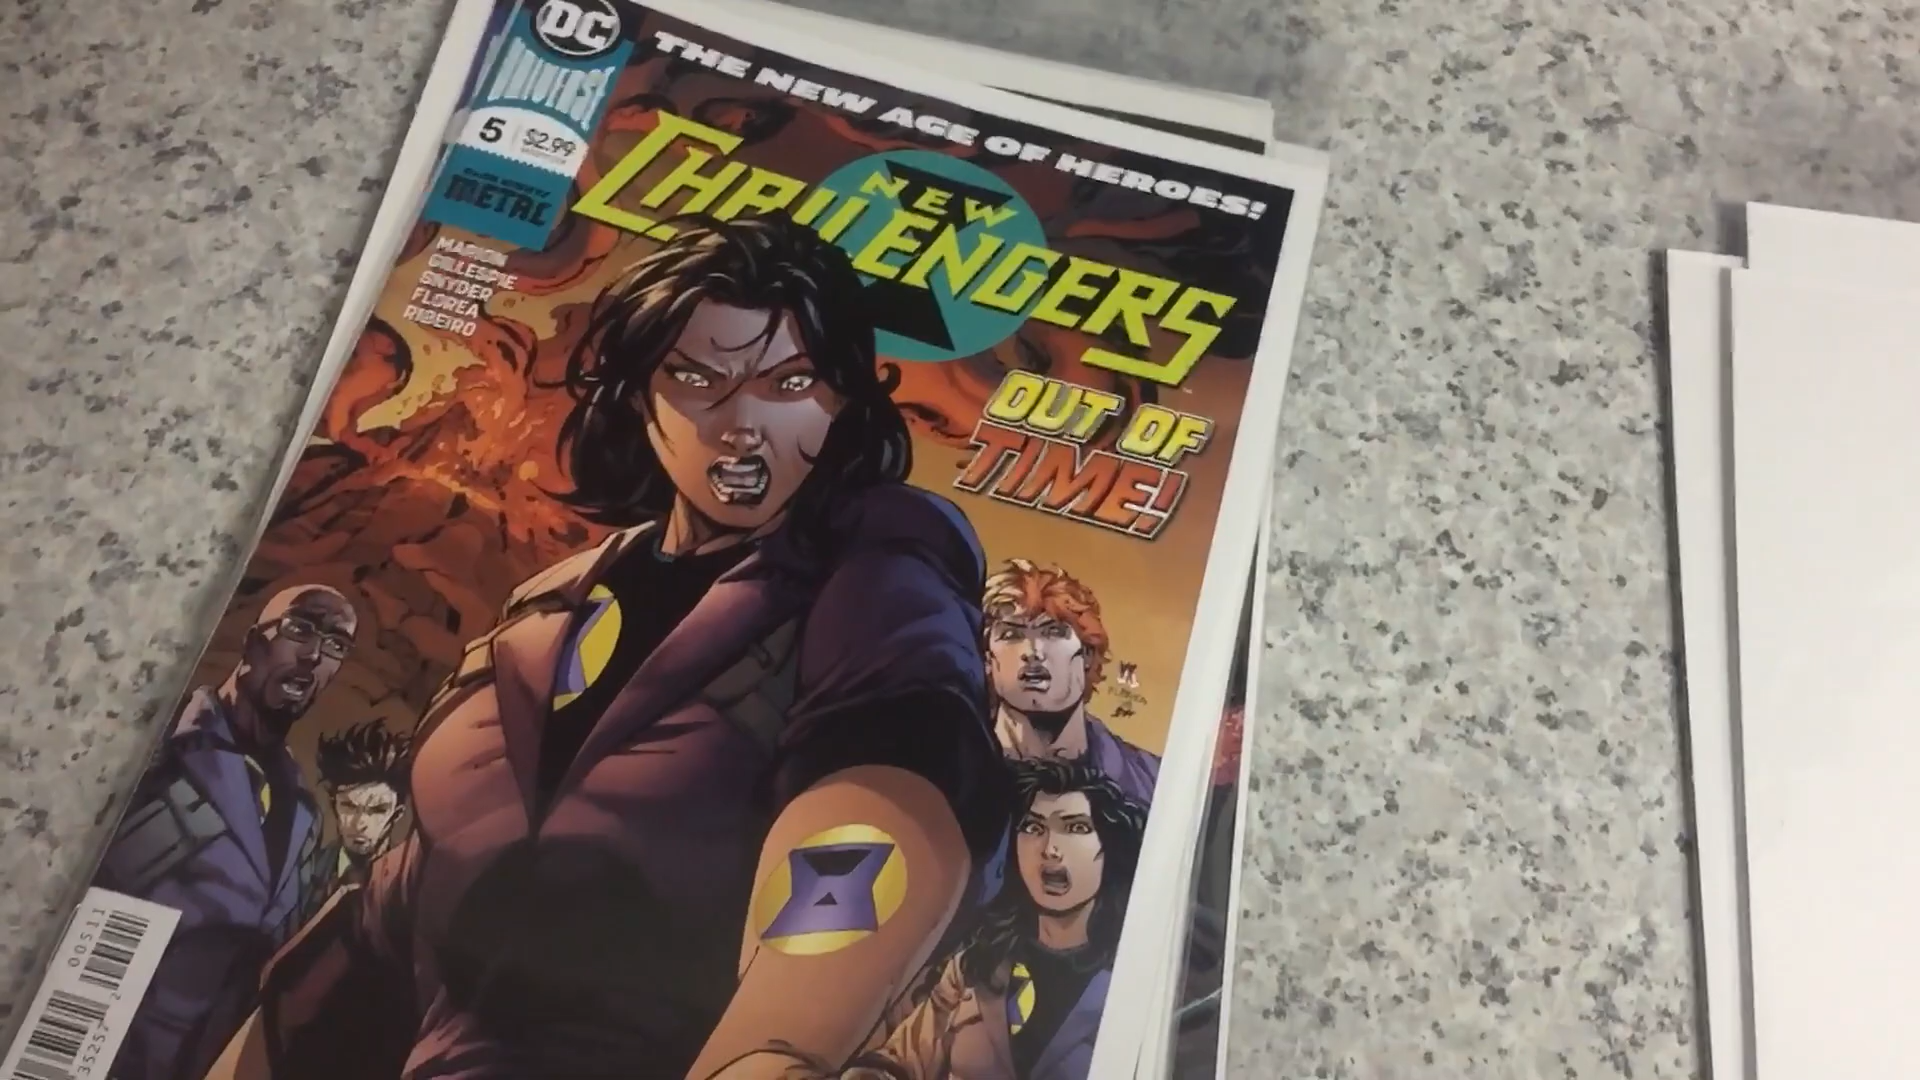 DC
UNIVERSE
5 $2.99
METAL
MARION
GILLESPIE
SNYDER
FLOREA
RIBEIRO
THE NEW AGE OF HEROES!
NEW
CHALLENGERS
OUT OF
TIME!
00511